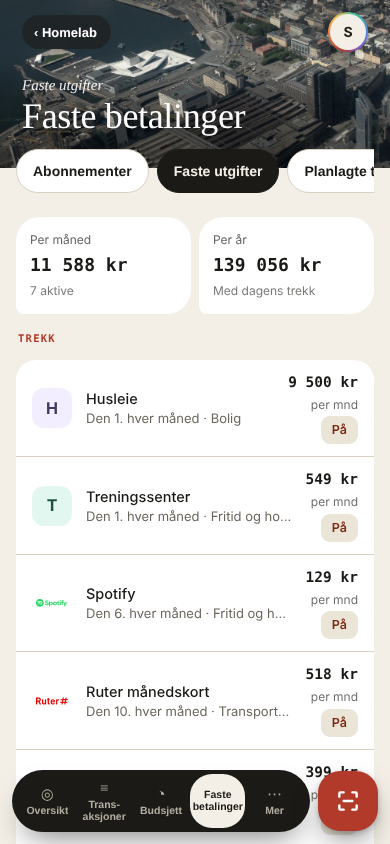 ‹ Homelab
S
Faste utgifter
Faste betalinger
Abonnementer
Faste utgifter
Planlagte t
Per måned
11 588 kr
7 aktive
Per år
139 056 kr
Med dagens trekk
TREKK
H
Husleie
Den 1. hver måned · Bolig
9 500 kr
per mnd
På
T
Treningssenter
Den 1. hver måned · Fritid og ho...
549 kr
per mnd
På
Spotify
Spotify
Den 6. hver måned · Fritid og h...
129 kr
per mnd
På
Ruter#
Ruter månedskort
Den 10. hver måned · Transport...
518 kr
per mnd
På
399 kr
Oversikt
Trans-
aksjoner
Budsjett
Faste
betalinger
Mer